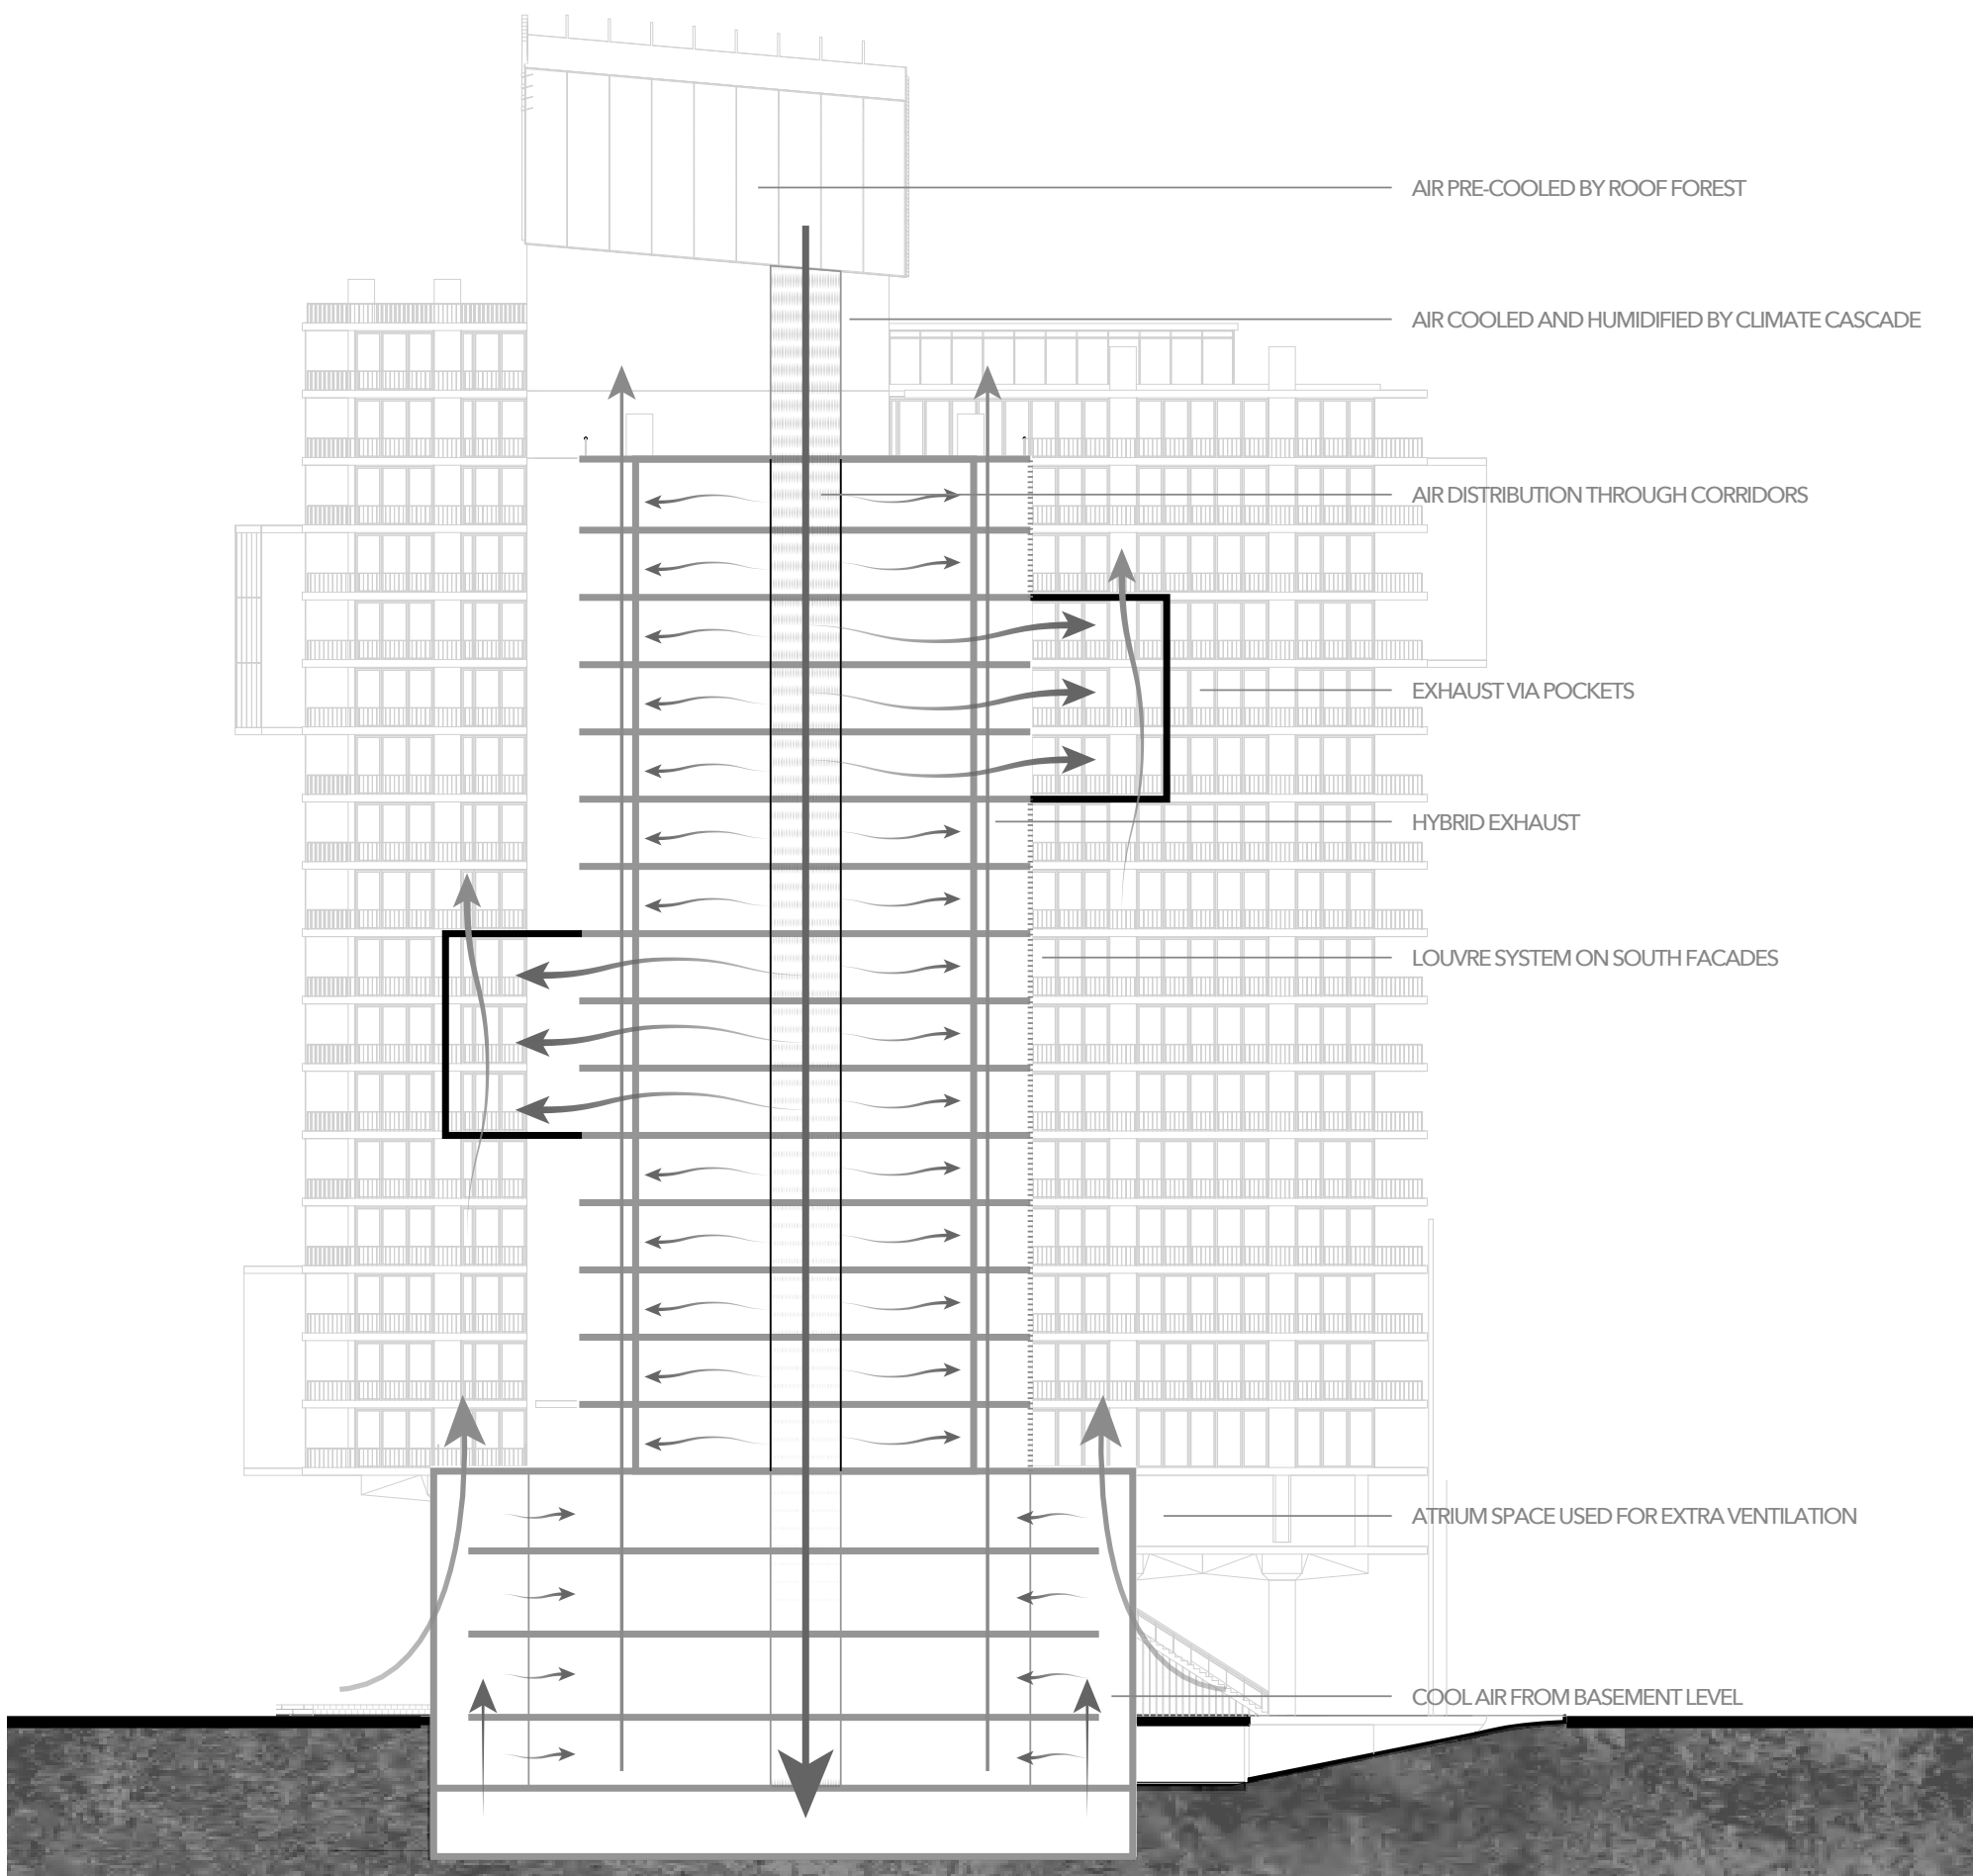 AIR PRE-COOLED BY ROOF FOREST
AIR COOLED AND HUMIDIFIED BY CLIMATE CASCADE
AIR DISTRIBUTION THROUGH CORRIDORS
EXHAUST VIA POCKETS
HYBRID EXHAUST
LOUVRE SYSTEM ON SOUTH FACADES
ATRIUM SPACE USED FOR EXTRA VENTILATION
COOL AIR FROM BASEMENT LEVEL